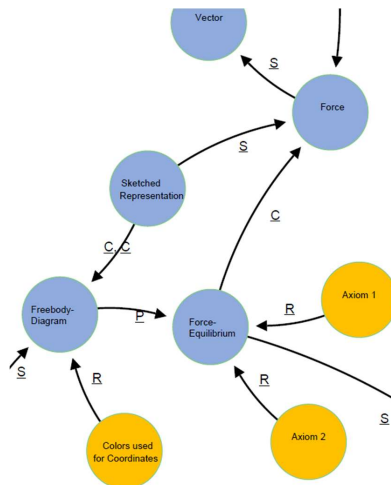 Vector
S
Force
S
Sketched
Representation
C
C, C
Freebody-
Diagram
P
Force-
Equilibrium
R
Axiom 1
S
R
R
S
Colors used
for Coordinates
Axiom 2